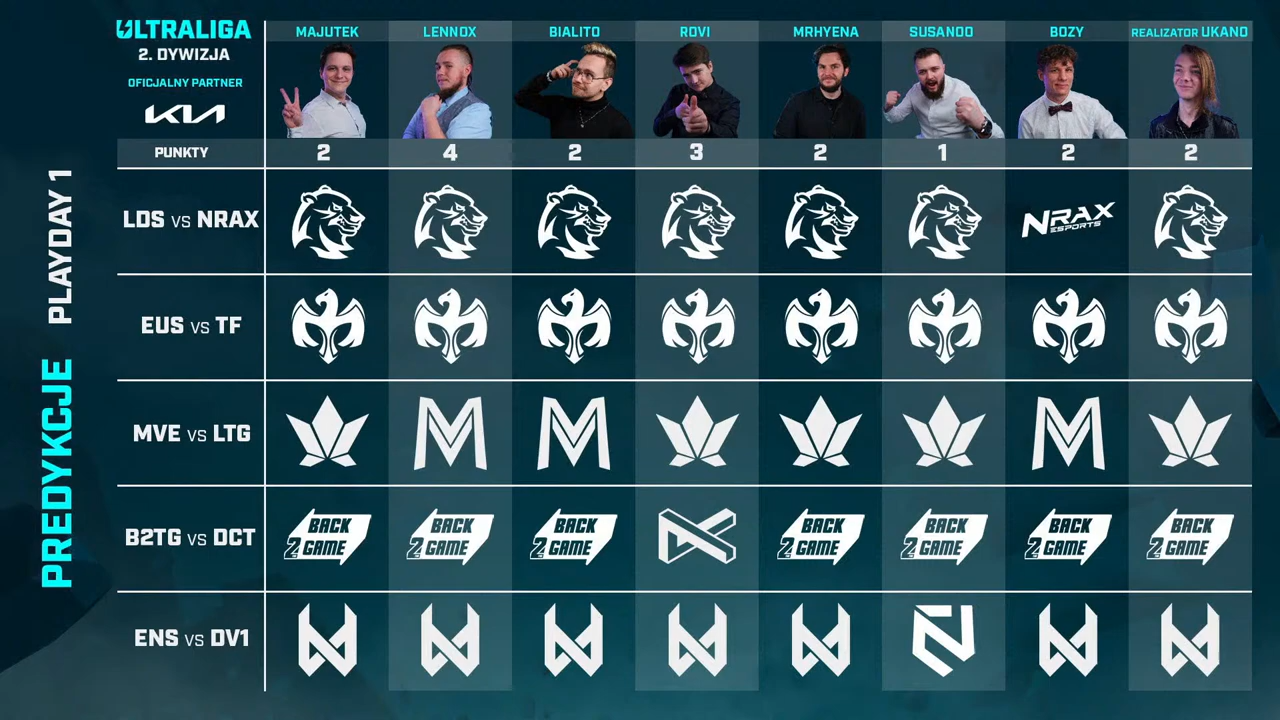 ULTRALIGA
2. DYWIZJA
OFICJALNY PARTNER
KIA
MAJUTEK LENNOX BIALITO ROVI MRHYENA SUSANOO BOZY REALIZATOR UKANO
PUNKTY 2 4 2 3 2 1 2 2
PREDYKCJE PLAYDAY 1
LDS VS NRAX NRAX ESPORTS
EUS VS TF
MVE VS LTG
B2TG VS DCT BACK 2 GAME BACK 2 GAME BACK 2 GAME BACK 2 GAME BACK 2 GAME BACK 2 GAME BACK 2 GAME
ENS VS DV1